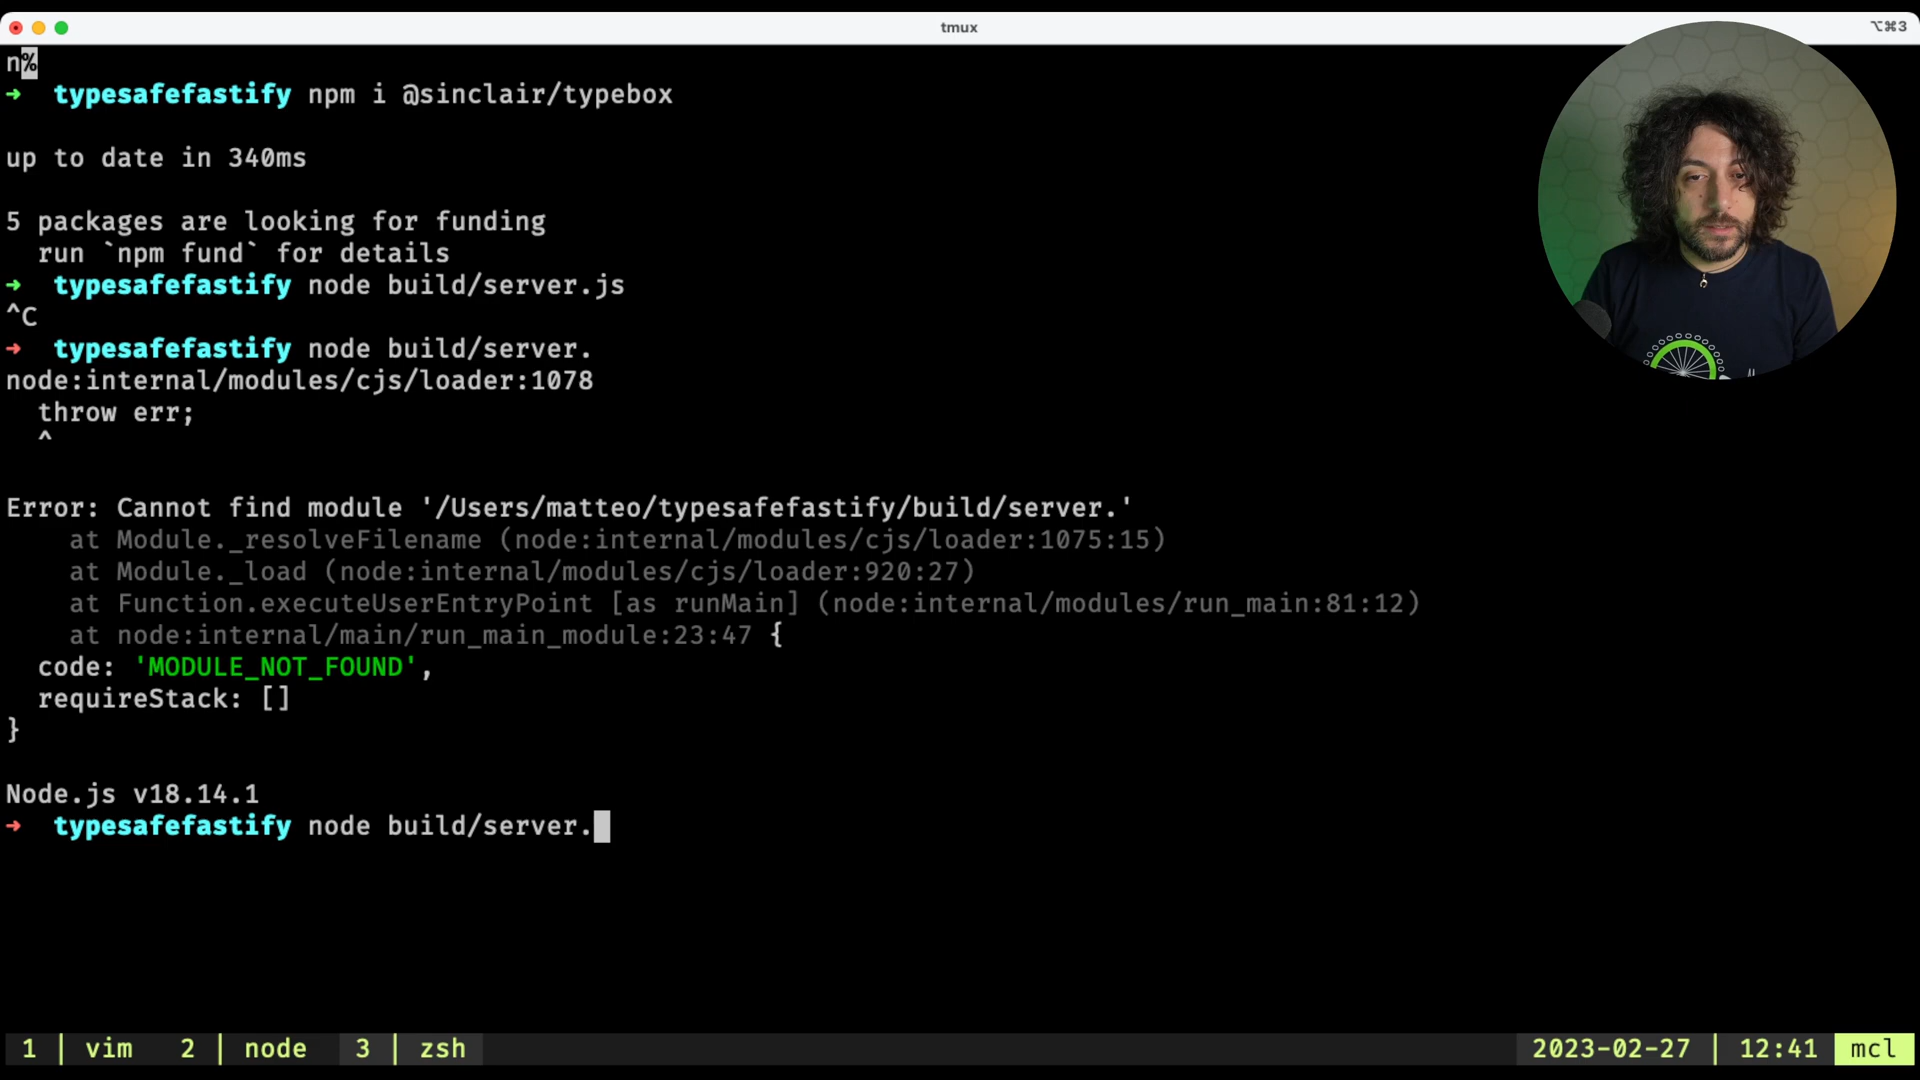 tmux
⌥⌘3
n%
➜ typesafefastify npm i @sinclair/typebox
up to date in 340ms
5 packages are looking for funding
run `npm fund` for details
➜ typesafefastify node build/server.js
^C
➜ typesafefastify node build/server.
node:internal/modules/cjs/loader:1078
throw err;
^
Error: Cannot find module '/Users/matteo/typesafefastify/build/server.'
at Module._resolveFilename (node:internal/modules/cjs/loader:1075:15)
at Module._load (node:internal/modules/cjs/loader:920:27)
at Function.executeUserEntryPoint [as runMain] (node:internal/modules/run_main:81:12)
at node:internal/main/run_main_module:23:47 {
code: 'MODULE_NOT_FOUND',
requireStack: []
}
Node.js v18.14.1
➜ typesafefastify node build/server.
1 | vim 2 | node 3 | zsh 2023-02-27 | 12:41 mcl